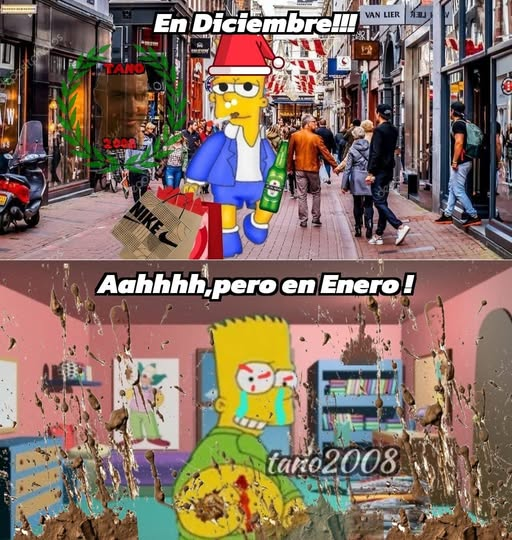 En Diciembre!!!
VAN LIER
TANO
2008
NIKE
Aahhhh,pero en Enero !
tano2008